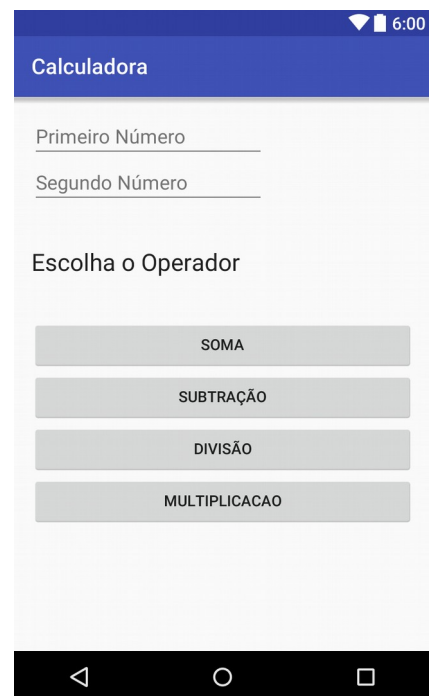 6:00
Calculadora
Primeiro Número
Segundo Número
Escolha o Operador
SOMA
SUBTRAÇÃO
DIVISÃO
MULTIPLICACAO